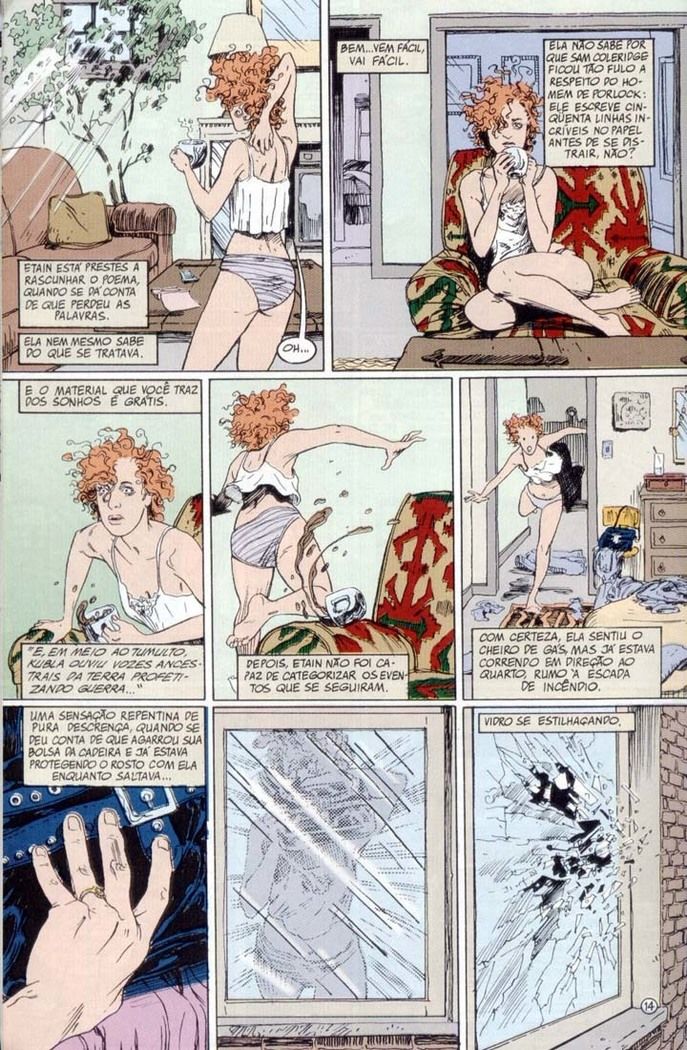 ETAIN ESTÁ PRESTES A
RASCUNHAR O POEMA,
QUANDO SE DÁ CONTA
DE QUE PERDEU AS
PALAVRAS.
ELA NEM MESMO SABE
DO QUE SE TRATAVA.
OH...
BEM...VEM FÁCIL,
VAI FÁCIL.
ELA NÃO SABE POR
QUE SAM COLERIDGE
FICOU TÃO FULO A
RESPEITO DO HO-
MEM DE PORLOCK:
ELE ESCREVE CIN-
QÜENTA LINHAS IN-
CRÍVEIS NO PAPEL
ANTES DE SE DIS-
TRAIR, NÃO?
E O MATERIAL QUE VOCÊ TRAZ
DOS SONHOS É GRÁTIS.
"E, EM MEIO AO TUMULTO,
KUBLA OUVIU VOZES ANCES-
TRAIS DA TERRA PROFETI-
ZANDO GUERRA..."
DEPOIS, ETAIN NÃO FOI CA-
PAZ DE CATEGORIZAR OS EVEN-
TOS QUE SE SEGUIRAM.
COM CERTEZA, ELA SENTIU O
CHEIRO DE GÁS, MAS JÁ ESTAVA
CORRENDO EM DIREÇÃO AO
QUARTO, RUMO À ESCADA
DE INCÊNDIO.
UMA SENSAÇÃO REPENTINA DE
PURA DESCRENÇA, QUANDO SE
DEU CONTA DE QUE AGARROU SUA
BOLSA DA CADEIRA E JÁ ESTAVA
PROTEGENDO O ROSTO COM ELA
ENQUANTO SALTAVA...
VIDRO SE ESTILHAÇANDO,
14